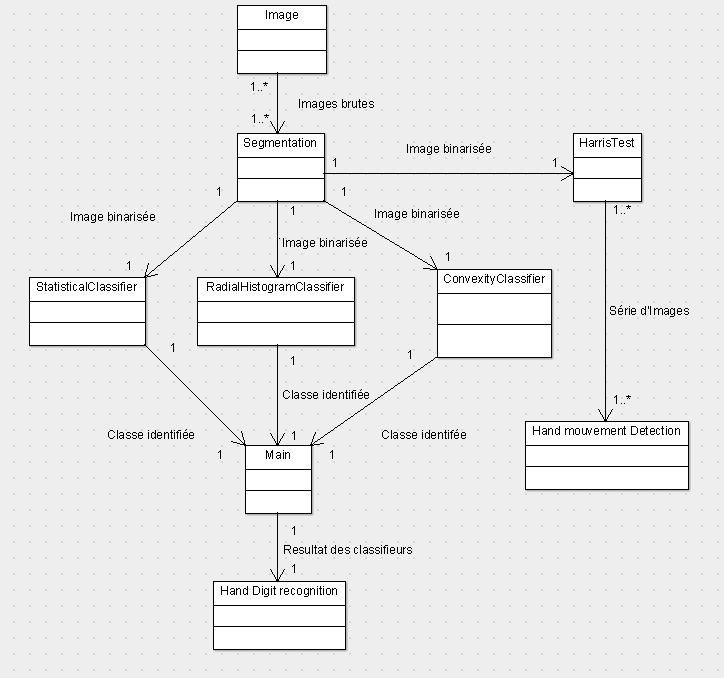 Image
1..*
Images brutes
1..*
Segmentation
HarrisTest
Image binarisée
1
1
1
1
1
1..*
Image binarisée
Image binarisée
Image binarisée
1
1
1
StatisticalClassifier
RadialHistogramClassifier
ConvexityClassifier
Série d'Images
1
1
1
Classe identifiée
1..*
Classe identifiée
Classe identifiée
1
1
1
Main
Hand mouvement Detection
1
Resultat des classifieurs
1
Hand Digit recognition